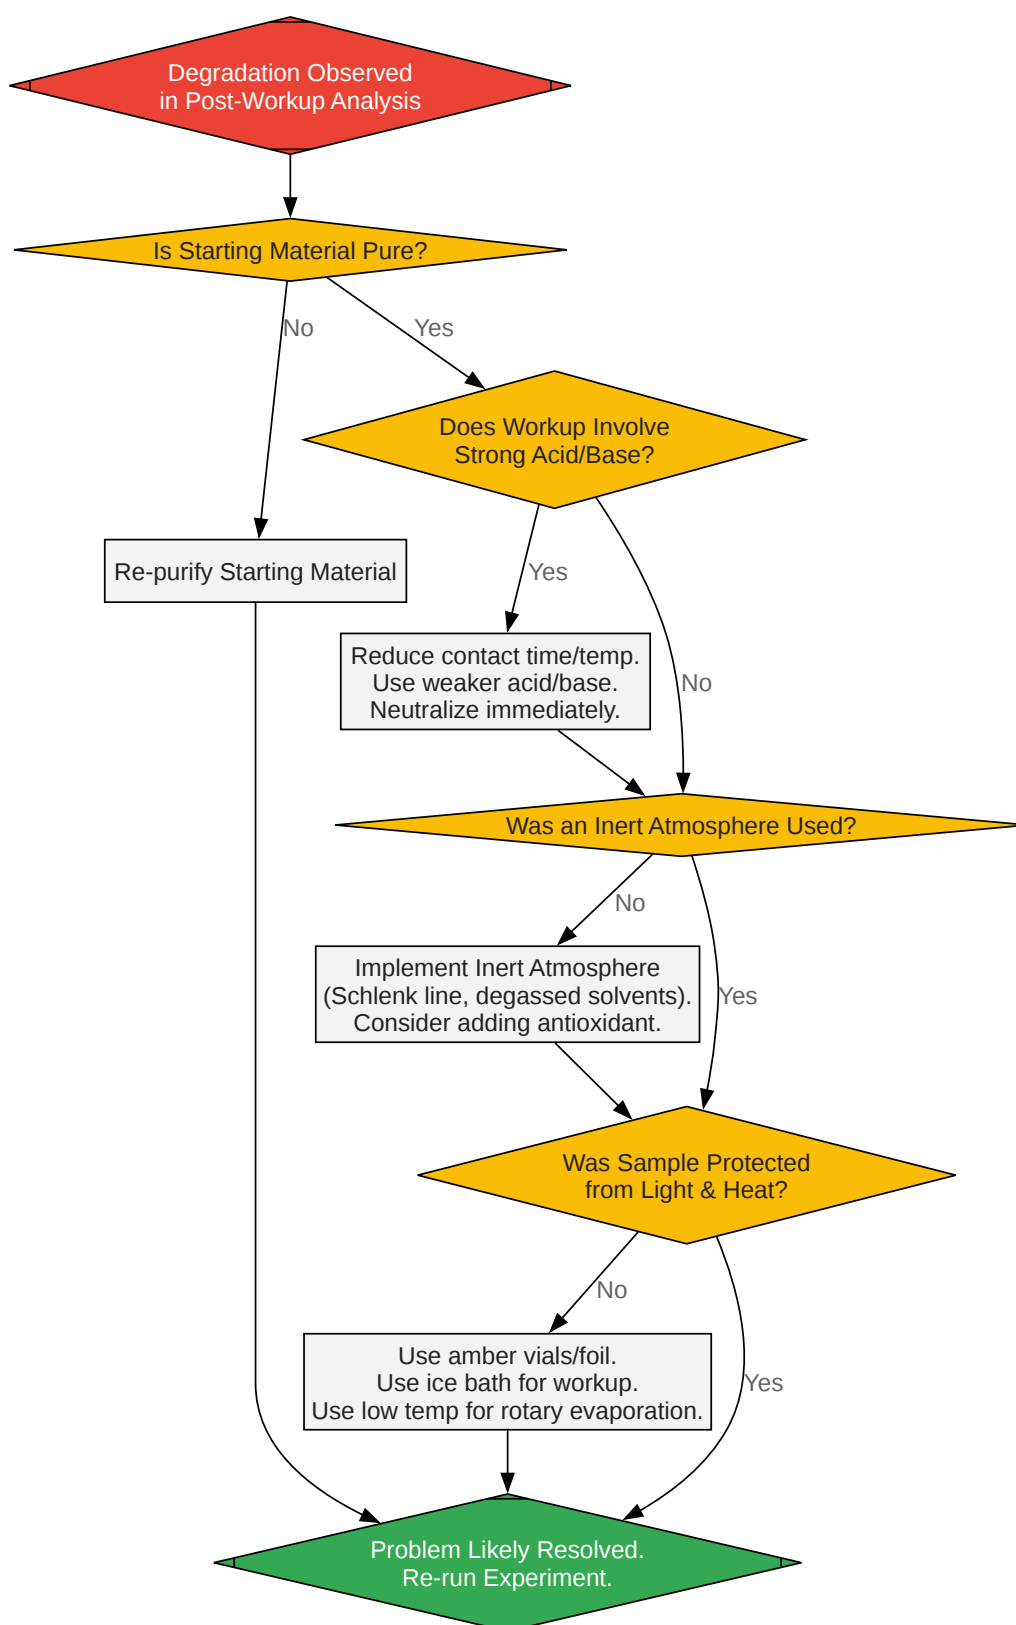 Degradation Observed
in Post-Workup Analysis
Is Starting Material Pure?
No
Yes
Does Workup Involve
Strong Acid/Base?
Re-purify Starting Material
Yes
Reduce contact time/temp.
Use weaker acid/base.
Neutralize immediately.
No
Was an Inert Atmosphere Used?
No
Implement Inert Atmosphere
(Schlenk line, degassed solvents).
Consider adding antioxidant.
Yes
Was Sample Protected
from Light & Heat?
No
Use amber vials/foil.
Use ice bath for workup.
Use low temp for rotary evaporation.
Yes
Problem Likely Resolved.
Re-run Experiment.